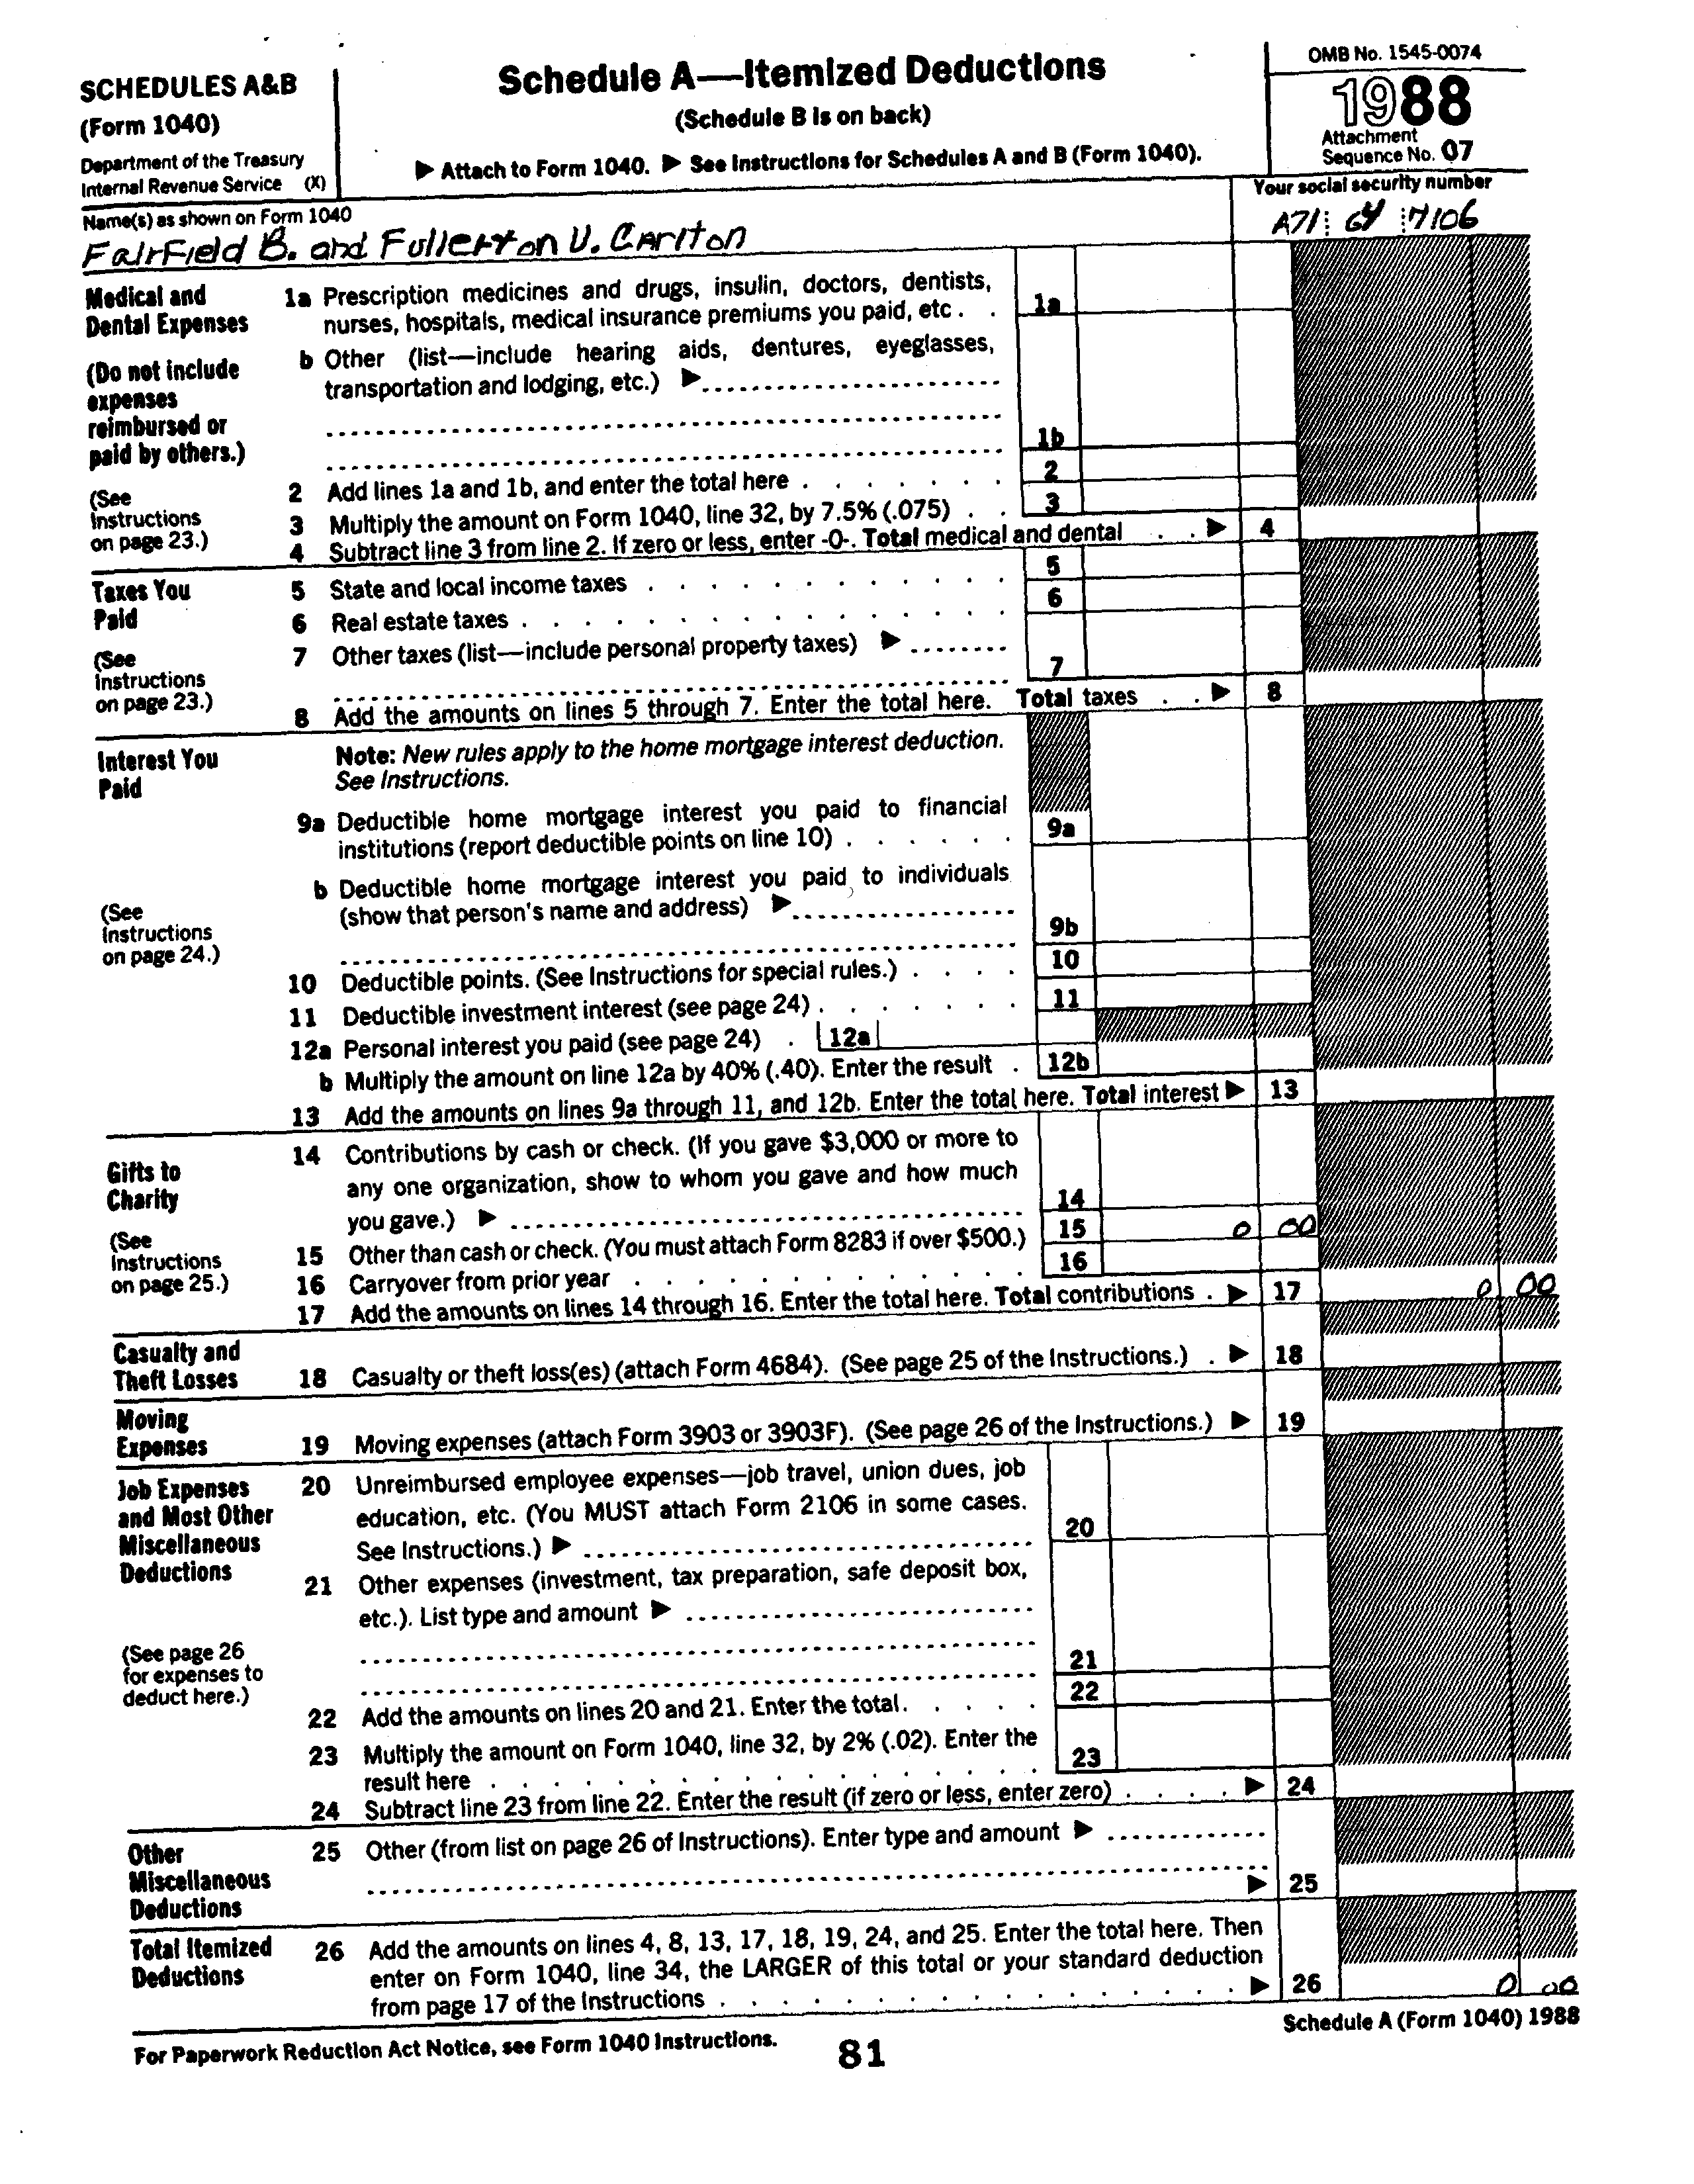 SCHEDULES A&B
(Form 1040)
Department of the Treasury
Internal Revenue Service (X)
Schedule A—Itemized Deductions
(Schedule B is on back)
▶ Attach to Form 1040. ▶ See Instructions for Schedules A and B (Form 1040).
OMB No. 1545-0074
1988
Attachment
Sequence No. 07
Name(s) as shown on Form 1040
Your social security number
FairField B. and Fullerton V. Carlton
A71 64 7106
Medical and
Dental Expenses
(Do not include
expenses
reimbursed or
paid by others.)
(See
Instructions
on page 23.)
1a Prescription medicines and drugs, insulin, doctors, dentists,
nurses, hospitals, medical insurance premiums you paid, etc . . 1a
b Other (list—include hearing aids, dentures, eyeglasses,
transportation and lodging, etc.) ▶
1b
2 Add lines 1a and 1b, and enter the total here . . . . . . . 2
3 Multiply the amount on Form 1040, line 32, by 7.5% (.075) . . 3
4 Subtract line 3 from line 2. If zero or less, enter -0-. Total medical and dental . . ▶ 4
Taxes You
Paid
(See
Instructions
on page 23.)
5 State and local income taxes . . . . . . . . . . . . 5
6 Real estate taxes . . . . . . . . . . . . . . 6
7 Other taxes (list—include personal property taxes) ▶
7
8 Add the amounts on lines 5 through 7. Enter the total here. Total taxes . . ▶ 8
Interest You
Paid
(See
Instructions
on page 24.)
Note: New rules apply to the home mortgage interest deduction.
See Instructions.
9a Deductible home mortgage interest you paid to financial
institutions (report deductible points on line 10) . . . . . . 9a
b Deductible home mortgage interest you paid to individuals
(show that person's name and address) ▶
9b
10 Deductible points. (See Instructions for special rules.) . . . . 10
11 Deductible investment interest (see page 24) . . . . . . . 11
12a Personal interest you paid (see page 24) . 12a
b Multiply the amount on line 12a by 40% (.40). Enter the result . 12b
13 Add the amounts on lines 9a through 11, and 12b. Enter the total here. Total interest ▶ 13
Gifts to
Charity
(See
Instructions
on page 25.)
14 Contributions by cash or check. (If you gave $3,000 or more to
any one organization, show to whom you gave and how much
you gave.) ▶ 14
15 Other than cash or check. (You must attach Form 8283 if over $500.) 15 0 00
16 Carryover from prior year . . . . . . . . . . . . . 16
17 Add the amounts on lines 14 through 16. Enter the total here. Total contributions . ▶ 17 0 00
Casualty and
Theft Losses
18 Casualty or theft loss(es) (attach Form 4684). (See page 25 of the Instructions.) . ▶ 18
Moving
Expenses
19 Moving expenses (attach Form 3903 or 3903F). (See page 26 of the Instructions.) ▶ 19
Job Expenses
and Most Other
Miscellaneous
Deductions
(See page 26
for expenses to
deduct here.)
20 Unreimbursed employee expenses—job travel, union dues, job
education, etc. (You MUST attach Form 2106 in some cases.
See Instructions.) ▶ 20
21 Other expenses (investment, tax preparation, safe deposit box,
etc.). List type and amount ▶
21
22 Add the amounts on lines 20 and 21. Enter the total. . . . . 22
23 Multiply the amount on Form 1040, line 32, by 2% (.02). Enter the
result here . . . . . . . . . . . . . . . . 23
24 Subtract line 23 from line 22. Enter the result (if zero or less, enter zero) . . . . ▶ 24
Other
Miscellaneous
Deductions
25 Other (from list on page 26 of Instructions). Enter type and amount ▶
▶ 25
Total Itemized
Deductions
26 Add the amounts on lines 4, 8, 13, 17, 18, 19, 24, and 25. Enter the total here. Then
enter on Form 1040, line 34, the LARGER of this total or your standard deduction
from page 17 of the Instructions . . . . . . . . . . . . . . . . ▶ 26 0 00
For Paperwork Reduction Act Notice, see Form 1040 Instructions.
81
Schedule A (Form 1040) 1988